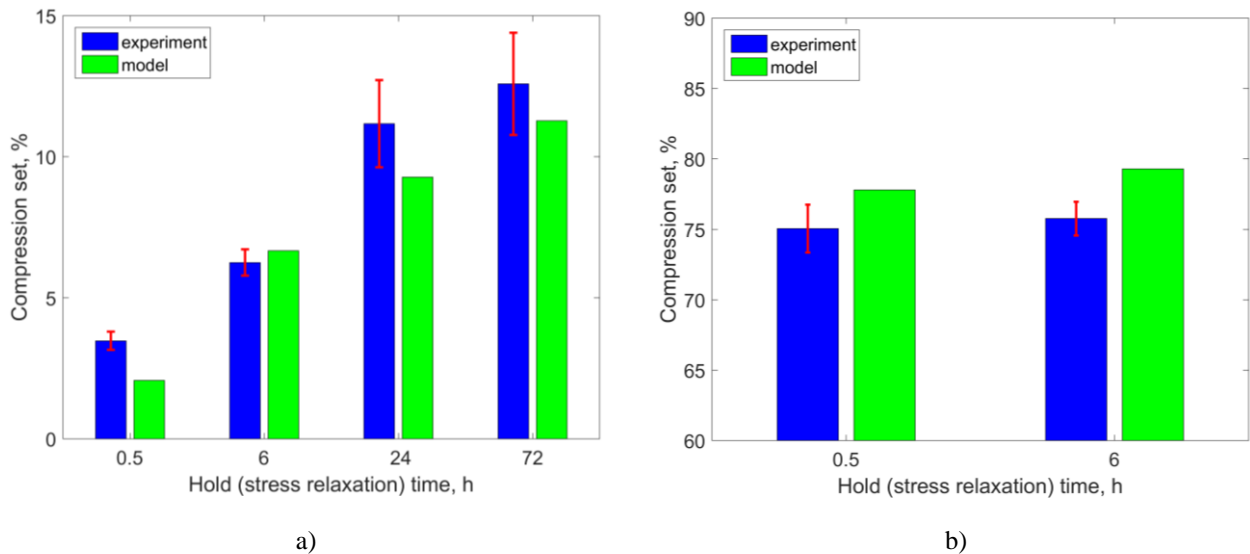 15
10
5
0
Compression set, %
experiment
model
0.5
6
24
72
Hold (stress relaxation) time, h
a)
90
85
80
75
70
65
60
Compression set, %
experiment
model
0.5
6
Hold (stress relaxation) time, h
b)